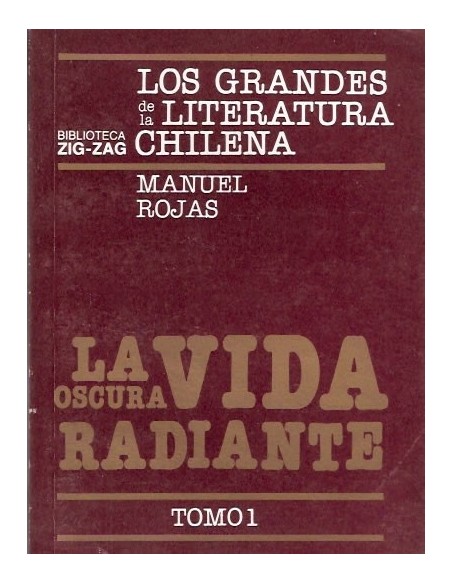 LOS GRANDES
de la LITERATURA
BIBLIOTECA
ZIG-ZAG CHILENA
MANUEL
ROJAS
LA OSCURA VIDA
RADIANTE
TOMO 1